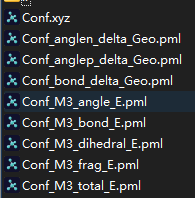 Conf.xyz
Conf_anglen_delta_Geo.pml
Conf_anglep_delta_Geo.pml
Conf_bond_delta_Geo.pml
Conf_M3_angle_E.pml
Conf_M3_bond_E.pml
Conf_M3_dihedral_E.pml
Conf_M3_frag_E.pml
Conf_M3_total_E.pml